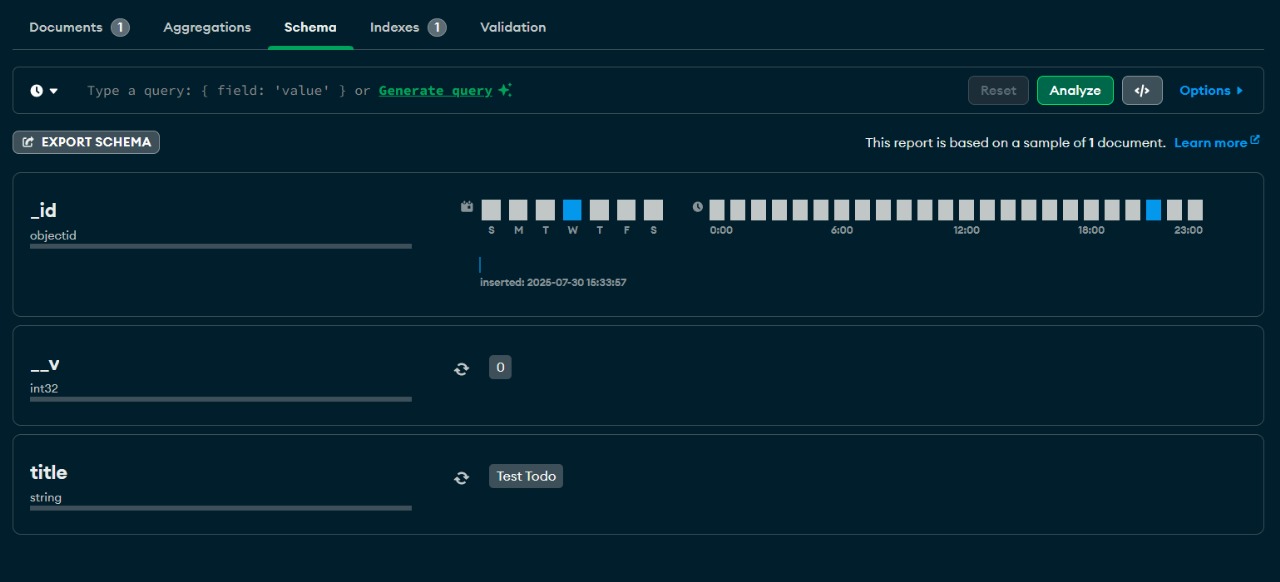 Documents 1 Aggregations Schema Indexes 1 Validation
Type a query: { field: 'value' } or Generate query Reset Analyze </> Options
EXPORT SCHEMA This report is based on a sample of 1 document. Learn more
_id
objectid
S M T W T F S 0:00 6:00 12:00 18:00 23:00
inserted: 2025-07-30 15:33:57
__v
int32
0
title
string
Test Todo